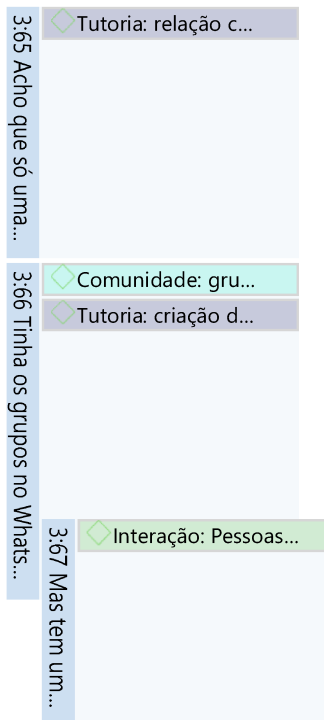 3:65 Acho que só uma...
Tutoria: relação c...
3:66 Tinha os grupos no Whats...
Comunidade: gru...
Tutoria: criação d...
3:67 Mas tem um...
Interação: Pessoas...